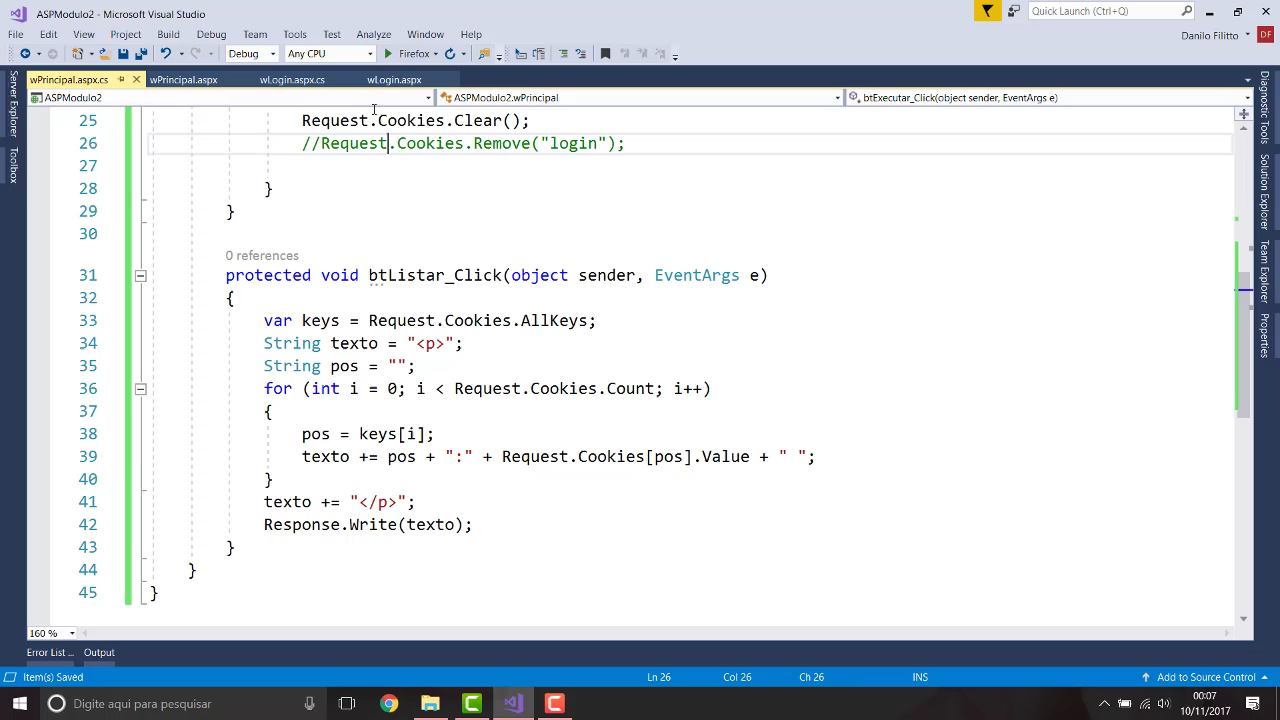 ASPModulo2 - Microsoft Visual Studio
Quick Launch (Ctrl+Q)
File Edit View Project Build Debug Team Tools Test Analyze Window Help
Danilo Filitto DF
Debug Any CPU Firefox
wPrincipal.aspx.cs wPrincipal.aspx wLogin.aspx.cs wLogin.aspx
ASPModulo2 ASPModulo2.wPrincipal btExecutar_Click(object sender, EventArgs e)
Server Explorer
Toolbox
Diagnostic Tools
Solution Explorer
Team Explorer
Properties
25 Request.Cookies.Clear();
26 //Request.Cookies.Remove("login");
27
28 }
29 }
30
0 references
31 protected void btListar_Click(object sender, EventArgs e)
32 {
33 var keys = Request.Cookies.AllKeys;
34 String texto = "<p>";
35 String pos = "";
36 for (int i = 0; i < Request.Cookies.Count; i++)
37 {
38 pos = keys[i];
39 texto += pos + ":" + Request.Cookies[pos].Value + " ";
40 }
41 texto += "</p>";
42 Response.Write(texto);
43 }
44 }
45 }
160 %
Error List ... Output
Item(s) Saved Ln 26 Col 26 Ch 26 INS Add to Source Control
Digite aqui para pesquisar
00:07
10/11/2017